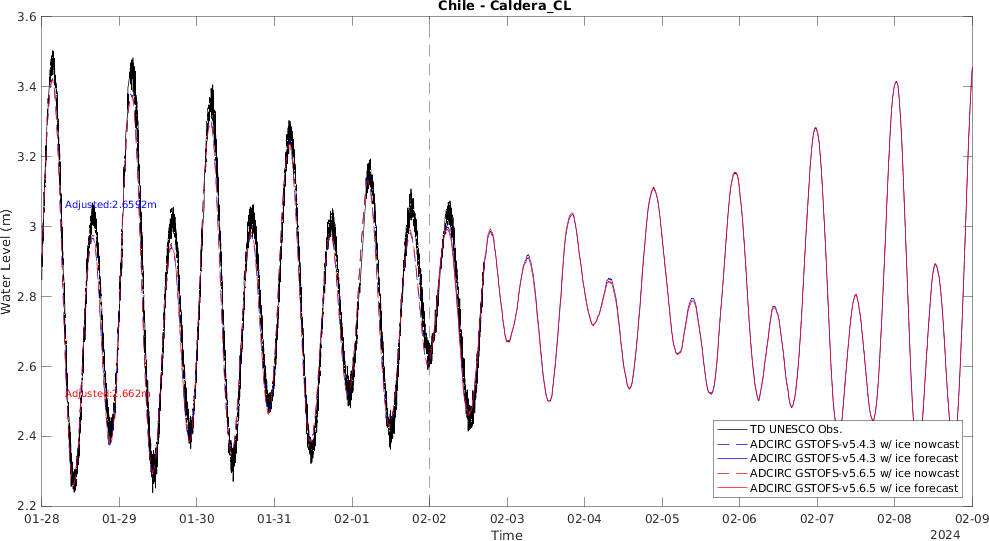 Chile - Caldera_CL
3.6
3.4
3.2
3
2.8
2.6
2.4
2.2
Water Level (m)
Adjusted:2.6592m
Adjusted:2.662m
TD UNESCO Obs.
ADCIRC GSTOFS-v5.4.3 w/ ice nowcast
ADCIRC GSTOFS-v5.4.3 w/ ice forecast
ADCIRC GSTOFS-v5.6.5 w/ ice nowcast
ADCIRC GSTOFS-v5.6.5 w/ ice forecast
01-28 01-29 01-30 01-31 02-01 02-02 02-03 02-04 02-05 02-06 02-07 02-08 02-09
Time
2024